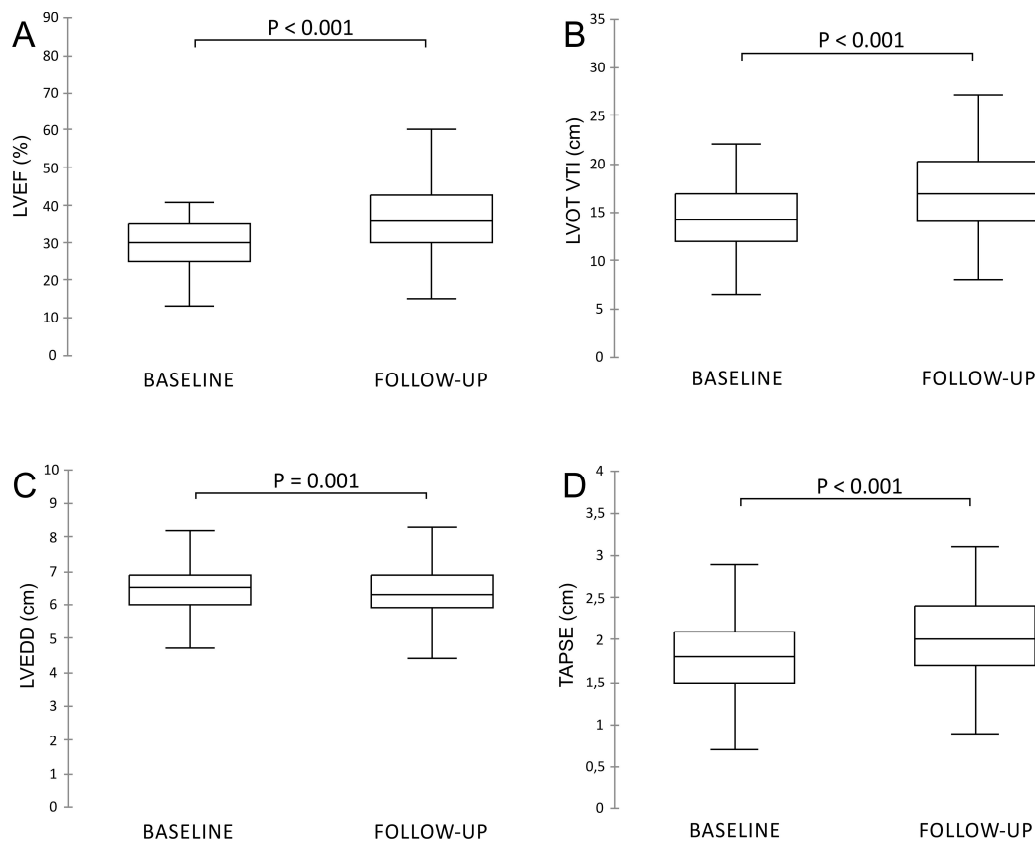 A
P < 0.001
LVEF (%)
90
80
70
60
50
40
30
20
10
0
BASELINE
FOLLOW-UP
B
P < 0.001
LVOT VTI (cm)
35
30
25
20
15
10
5
0
BASELINE
FOLLOW-UP
C
P = 0.001
LVEDD (cm)
10
9
8
7
6
5
4
3
2
1
0
BASELINE
FOLLOW-UP
D
P < 0.001
TAPSE (cm)
4
3,5
3
2,5
2
1,5
1
0,5
0
BASELINE
FOLLOW-UP